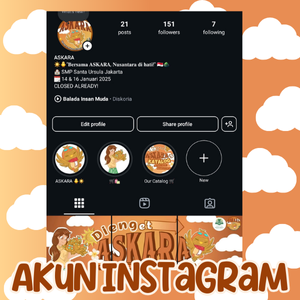 21
151
7
posts
followers
following
ASKARA
"Bersama ASKARA, Nusantara di hati!"
SMP Santa Ursula Jakarta
14 & 16 Januari 2025
CLOSED ALREADY!
Balada Insan Muda · Diskoria
Edit profile
Share profile
ASKARA
Our Catalog
New
Dlenget
ASKARA
AKUN INSTAGRAM